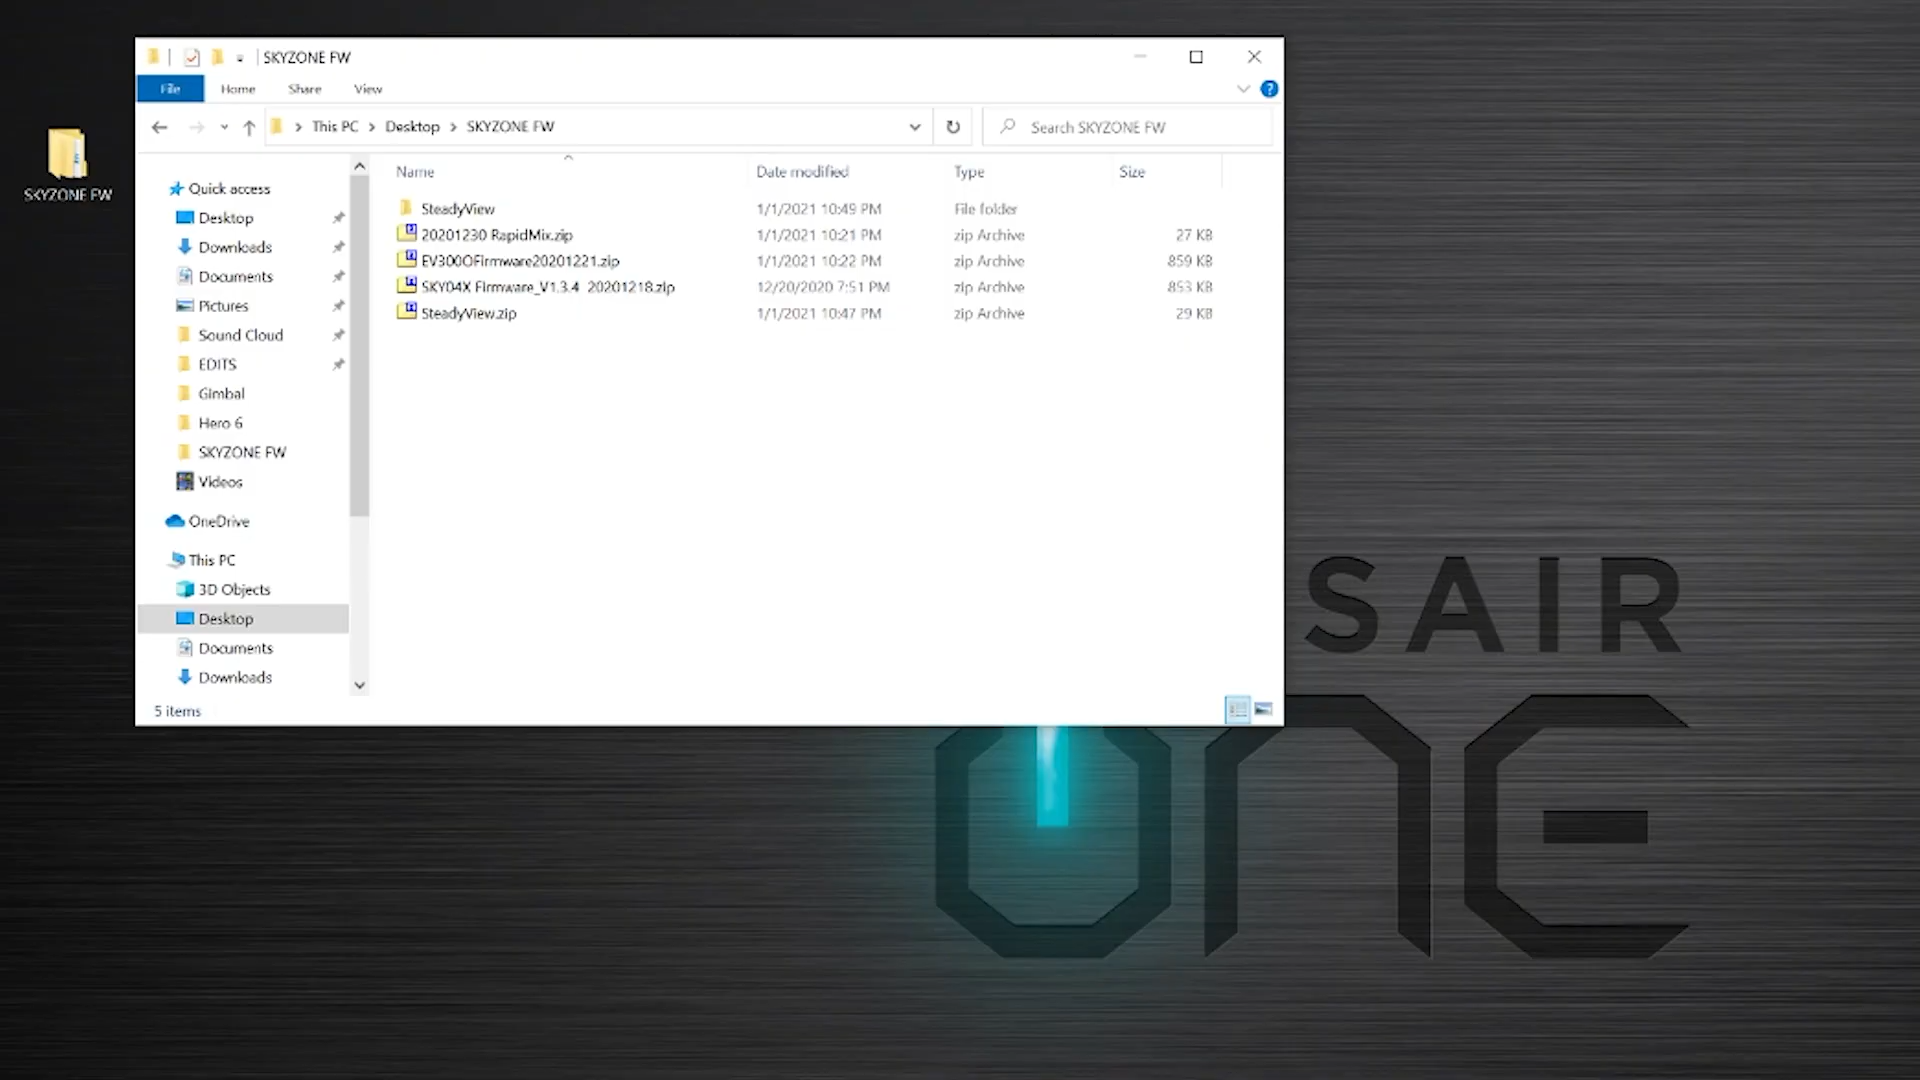 SKYZONE FW
File Home Share View
This PC Desktop SKYZONE FW
Search SKYZONE FW
SKYZONE FW
Name Date modified Type Size
Quick access
Desktop
Downloads
Documents
Pictures
Sound Cloud
EDITS
Gimbal
Hero 6
SKYZONE FW
Videos
OneDrive
This PC
3D Objects
Desktop
Documents
Downloads
SteadyView 1/1/2021 10:49 PM File folder
20201230 RapidMix.zip 1/1/2021 10:21 PM zip Archive 27 KB
EV300OFirmware20201221.zip 1/1/2021 10:22 PM zip Archive 859 KB
SKY04X Firmware_V1.3.4 20201218.zip 12/20/2020 7:51 PM zip Archive 853 KB
SteadyView.zip 1/1/2021 10:47 PM zip Archive 29 KB
5 items
SAIR
ONE